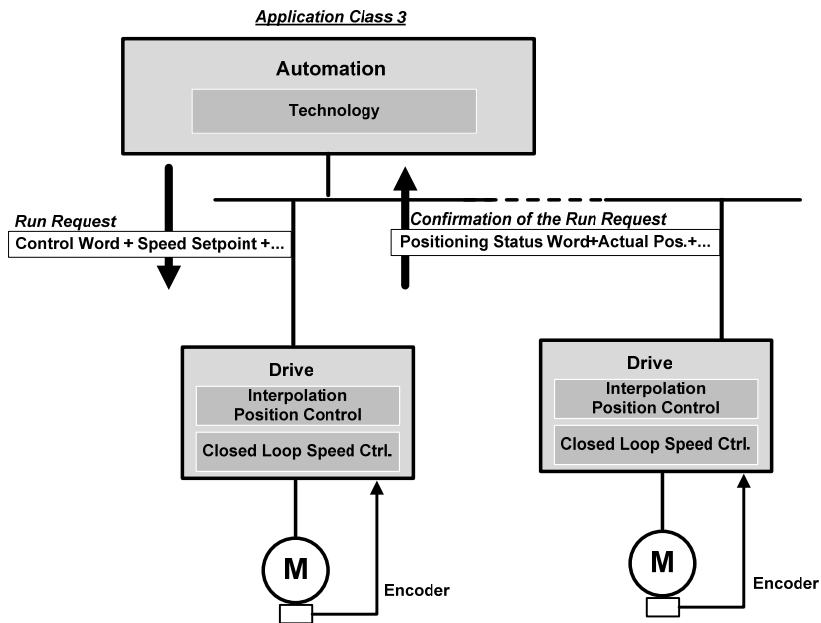 Application Class 3
Automation
Technology
Run Request
Control Word + Speed Setpoint +...
Confirmation of the Run Request
Positioning Status Word+Actual Pos.+...
Drive
Interpolation
Position Control
Closed Loop Speed Ctrl.
M
Encoder
Drive
Interpolation
Position Control
Closed Loop Speed Ctrl.
M
Encoder